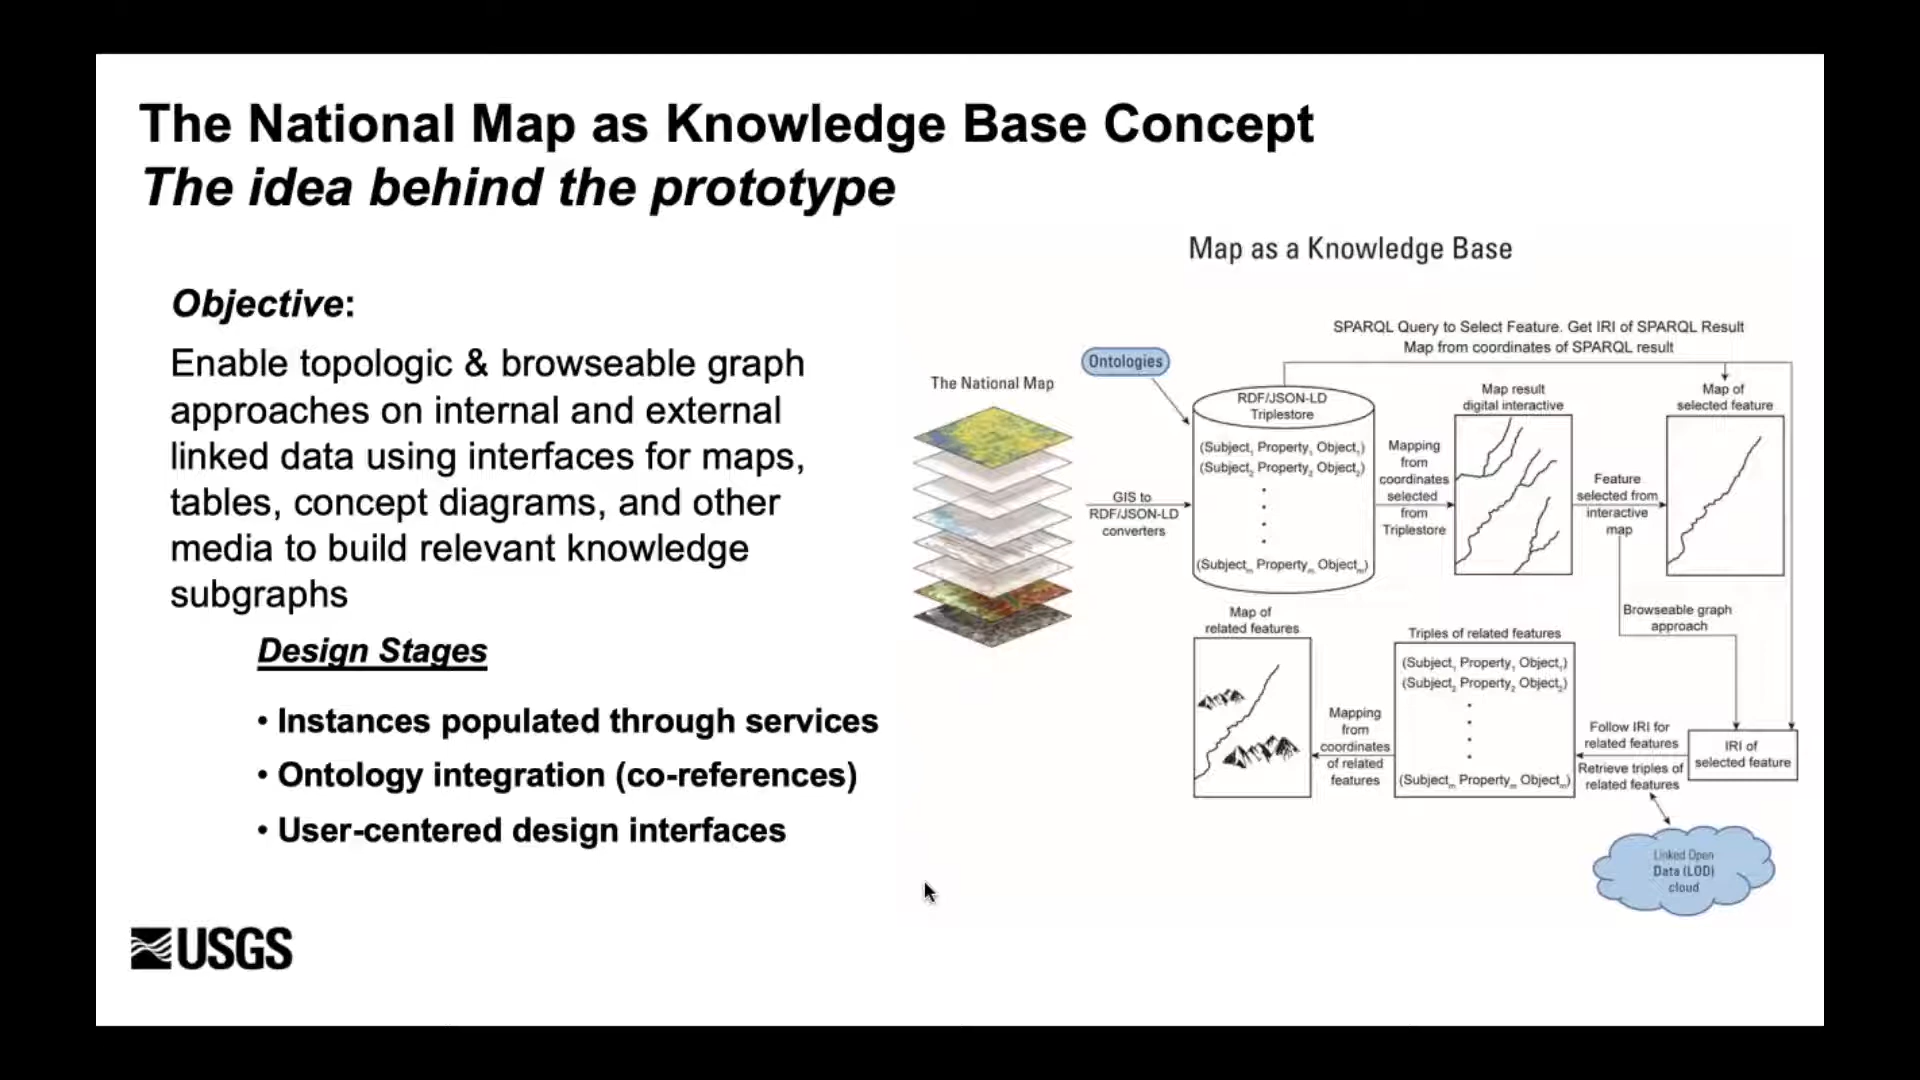 The National Map as Knowledge Base Concept
The idea behind the prototype
Objective:
Enable topologic & browseable graph
approaches on internal and external
linked data using interfaces for maps,
tables, concept diagrams, and other
media to build relevant knowledge
subgraphs
Design Stages
• Instances populated through services
• Ontology integration (co-references)
• User-centered design interfaces
USGS
Map as a Knowledge Base
SPARQL Query to Select Feature. Get IRI of SPARQL Result
Map from coordinates of SPARQL result
Ontologies
The National Map
GIS to
RDF/JSON-LD
converters
RDF/JSON-LD
Triplestore
(Subject₁ Property₁ Object₁)
(Subject₂ Property₂ Object₂)
(Subjectₘ Propertyₘ Objectₘ)
Mapping
from
coordinates
selected
from
Triplestore
Map result
digital interactive
Feature
selected from
interactive
map
Map of
selected feature
Browseable graph
approach
IRI of
selected feature
Follow IRI for
related features
Retrieve triples of
related features
Linked Open
Data (LOD)
cloud
Triples of related features
(Subject₁ Property₁ Object₁)
(Subject₂ Property₂ Object₂)
(Subjectₘ Propertyₘ Objectₘ)
Mapping
from
coordinates
of related
features
Map of
related features